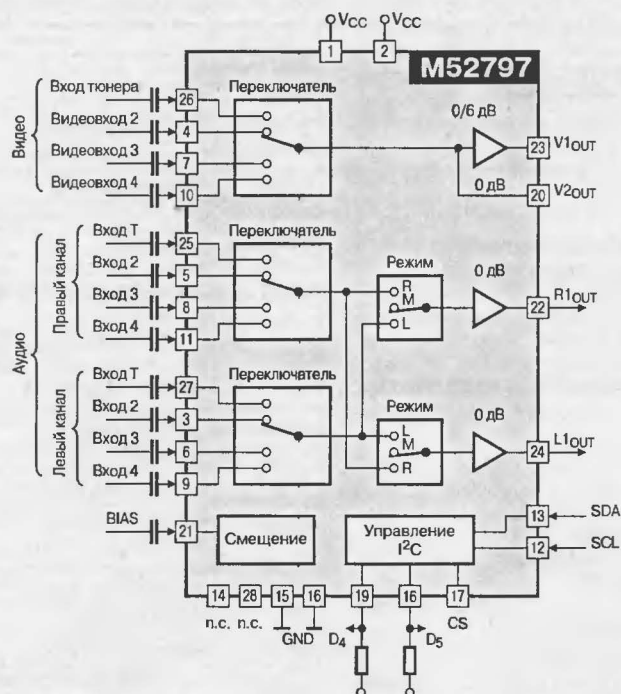 VCC VCC
1 2
M52797
Видео
Вход тюнера 26
Видеовход 2 4
Видеовход 3 7
Видеовход 4 10
Переключатель
0/6 дВ
23 V1OUT
0 дВ
20 V2OUT
Аудио
Правый канал
Вход Т 25
Вход 2 5
Вход 3 8
Вход 4 11
Переключатель
Режим
R
M
L
0 дВ
22 R1OUT
Левый канал
Вход Т 27
Вход 2 3
Вход 3 6
Вход 4 9
Переключатель
Режим
L
M
R
0 дВ
24 L1OUT
BIAS 21
Смещение
Управление
I²C
13 SDA
12 SCL
14 28 15 16 19 16 17
n.c. n.c. GND D4 D5 CS